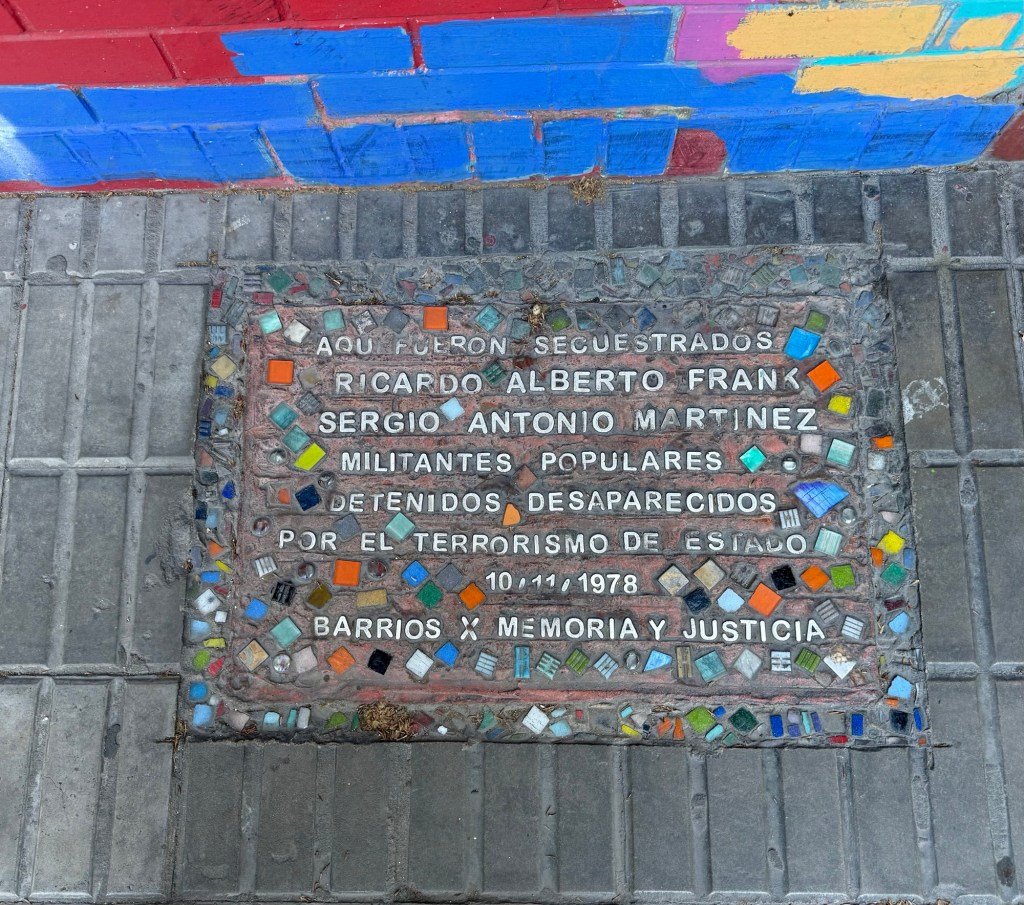 AQUI FUERON SECUESTRADOS
RICARDO ALBERTO FRANK
SERGIO ANTONIO MARTINEZ
MILITANTES POPULARES
DETENIDOS DESAPARECIDOS
POR EL TERRORISMO DE ESTADO
10/11/1978
BARRIOS X MEMORIA Y JUSTICIA